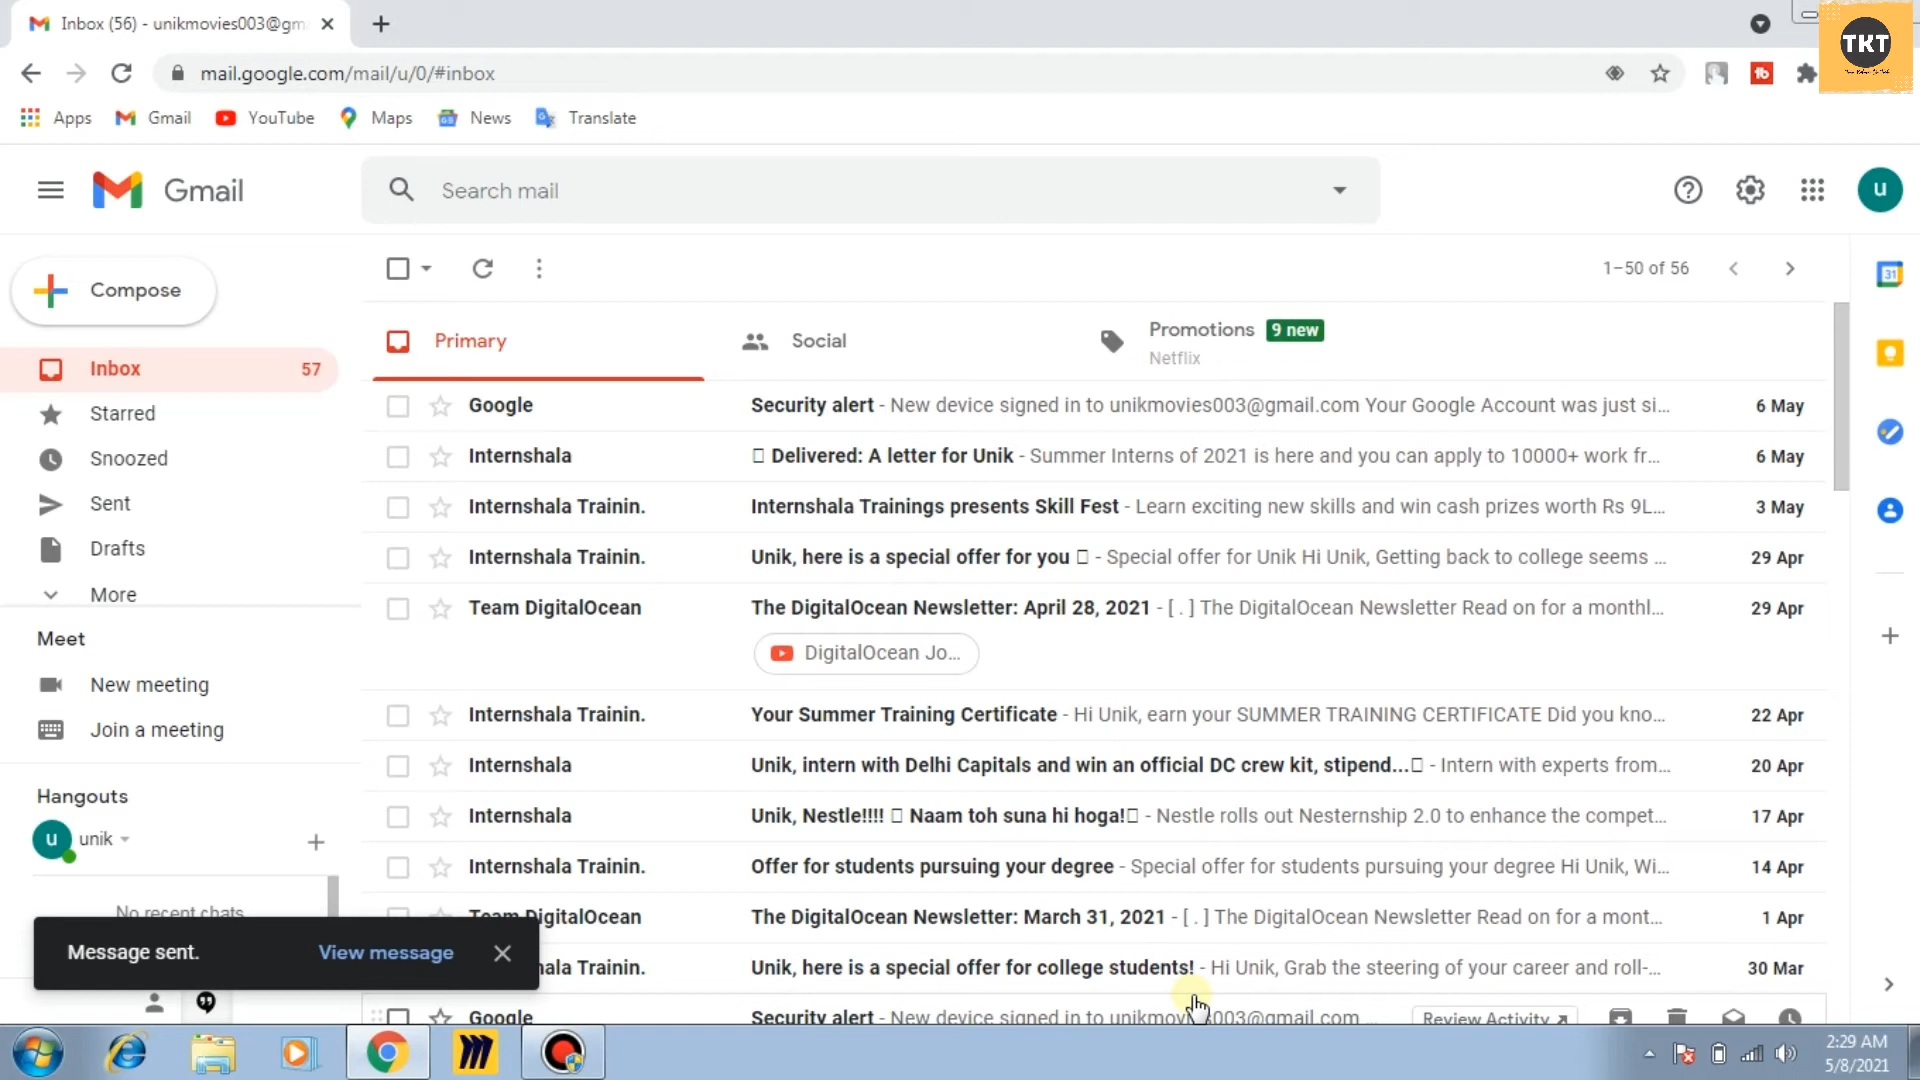 Inbox (56) - unikmovies003@gm
TKT
mail.google.com/mail/u/0/#inbox
Apps Gmail YouTube Maps News Translate
Gmail
Search mail
u
Compose
1–50 of 56
31
Primary
Social
Promotions 9 new
Netflix
Inbox 57
Starred
Snoozed
Sent
Drafts
More
Google Security alert - New device signed in to unikmovies003@gmail.com Your Google Account was just si... 6 May
Internshala Delivered: A letter for Unik - Summer Interns of 2021 is here and you can apply to 10000+ work fr... 6 May
Internshala Trainin. Internshala Trainings presents Skill Fest - Learn exciting new skills and win cash prizes worth Rs 9L... 3 May
Internshala Trainin. Unik, here is a special offer for you - Special offer for Unik Hi Unik, Getting back to college seems ... 29 Apr
Team DigitalOcean The DigitalOcean Newsletter: April 28, 2021 - [ . ] The DigitalOcean Newsletter Read on for a monthl... 29 Apr
DigitalOcean Jo...
Internshala Trainin. Your Summer Training Certificate - Hi Unik, earn your SUMMER TRAINING CERTIFICATE Did you kno... 22 Apr
Internshala Unik, intern with Delhi Capitals and win an official DC crew kit, stipend... - Intern with experts from... 20 Apr
Internshala Unik, Nestle!!!! Naam toh suna hi hoga! - Nestle rolls out Nesternship 2.0 to enhance the compet... 17 Apr
Internshala Trainin. Offer for students pursuing your degree - Special offer for students pursuing your degree Hi Unik, Wi... 14 Apr
Team DigitalOcean The DigitalOcean Newsletter: March 31, 2021 - [ . ] The DigitalOcean Newsletter Read on for a mont... 1 Apr
hala Trainin. Unik, here is a special offer for college students! - Hi Unik, Grab the steering of your career and roll-... 30 Mar
Google Security alert - New device signed in to unikmovies003@gmail.com ... Review Activity
Meet
New meeting
Join a meeting
Hangouts
u unik
No recent chats
Message sent. View message
2:29 AM
5/8/2021